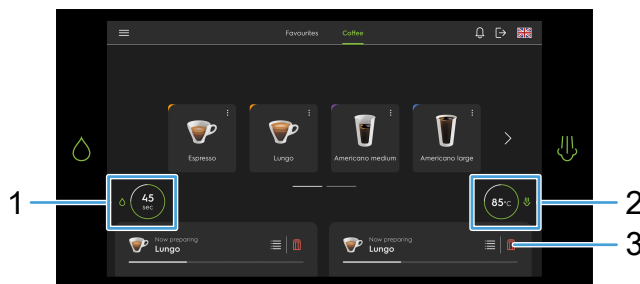 Favourites Coffee
Espresso Lungo Americano medium Americano large
1 45 sec 85°C 2
Now preparing Now preparing 3
Lungo Lungo